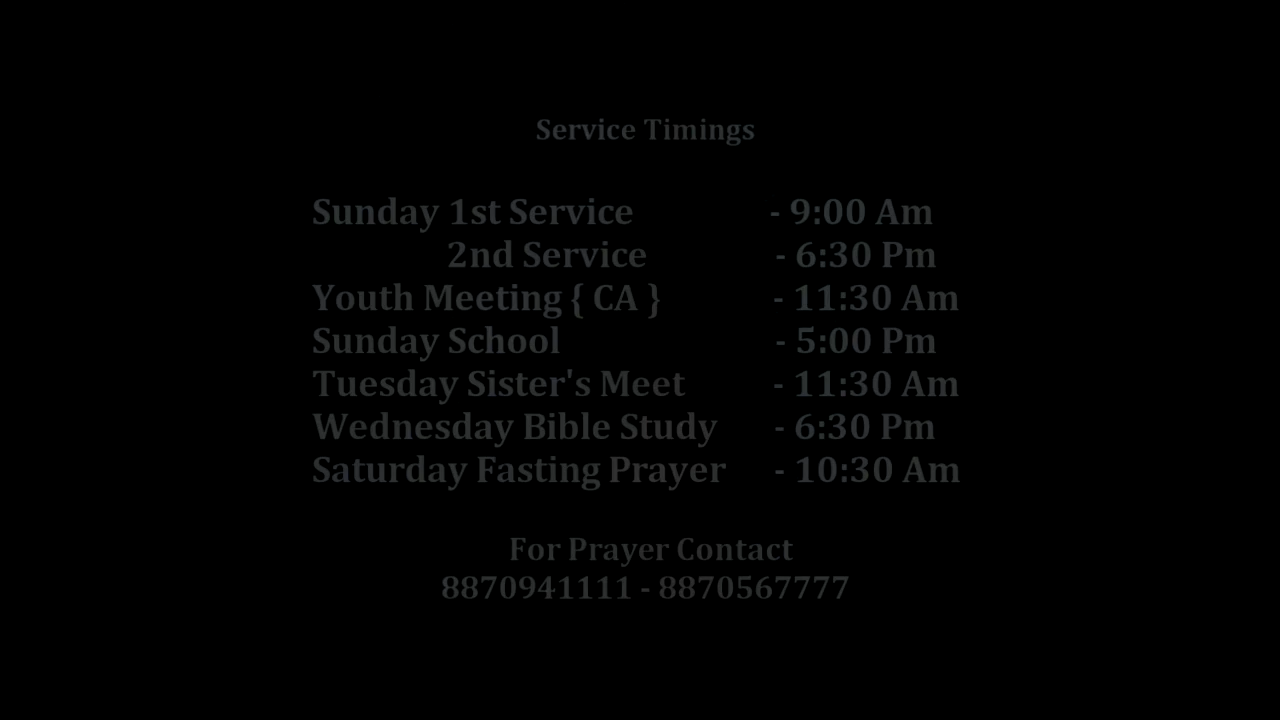 Service Timings
Sunday 1st Service - 9:00 Am
2nd Service - 6:30 Pm
Youth Meeting { CA } - 11:30 Am
Sunday School - 5:00 Pm
Tuesday Sister's Meet - 11:30 Am
Wednesday Bible Study - 6:30 Pm
Saturday Fasting Prayer - 10:30 Am
For Prayer Contact
8870941111 - 8870567777